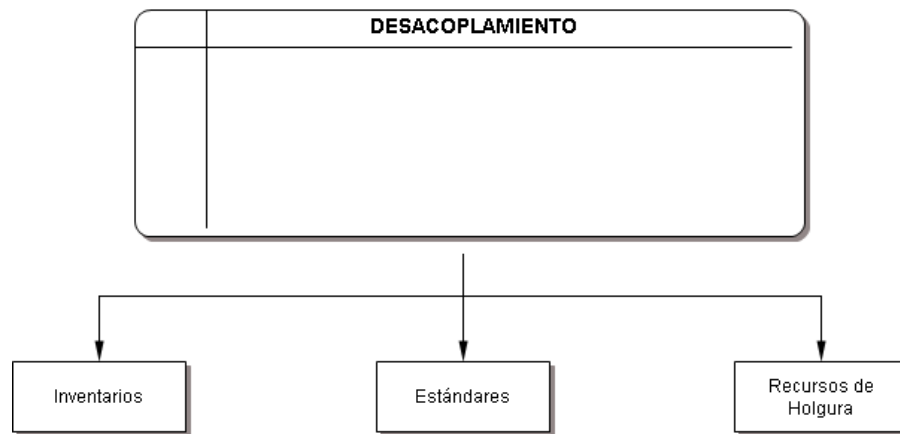 DESACOPLAMIENTO
Inventarios
Estándares
Recursos de
Holgura